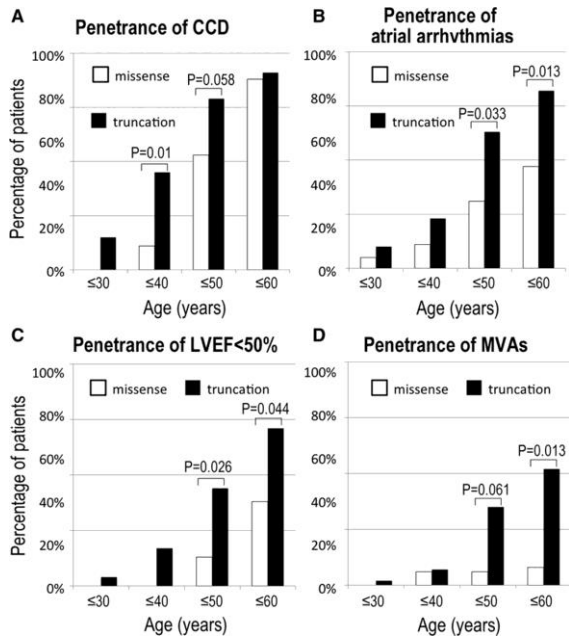 A
Penetrance of CCD
100%
80%
60%
40%
20%
0%
Percentage of patients
missense
truncation
P=0.01
P=0.058
≤30 ≤40 ≤50 ≤60
Age (years)
B
Penetrance of
atrial arrhythmias
100%
80%
60%
40%
20%
0%
missense
truncation
P=0.033
P=0.013
≤30 ≤40 ≤50 ≤60
Age (years)
C
Penetrance of LVEF<50%
100%
80%
60%
40%
20%
0%
Percentage of patients
missense truncation
P=0.026
P=0.044
≤30 ≤40 ≤50 ≤60
Age (years)
D
Penetrance of MVAs
100%
80%
60%
40%
20%
0%
missense truncation
P=0.061
P=0.013
≤30 ≤40 ≤50 ≤60
Age (years)